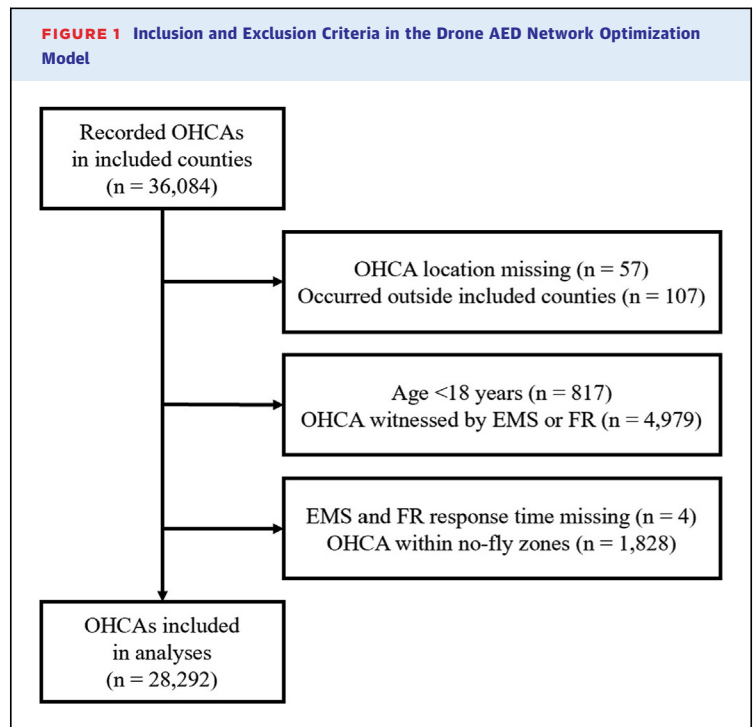 FIGURE 1 Inclusion and Exclusion Criteria in the Drone AED Network Optimization
Model
Recorded OHCAs
in included counties
(n = 36,084)
OHCA location missing (n = 57)
Occurred outside included counties (n = 107)
Age <18 years (n = 817)
OHCA witnessed by EMS or FR (n = 4,979)
EMS and FR response time missing (n = 4)
OHCA within no-fly zones (n = 1,828)
OHCAs included
in analyses
(n = 28,292)